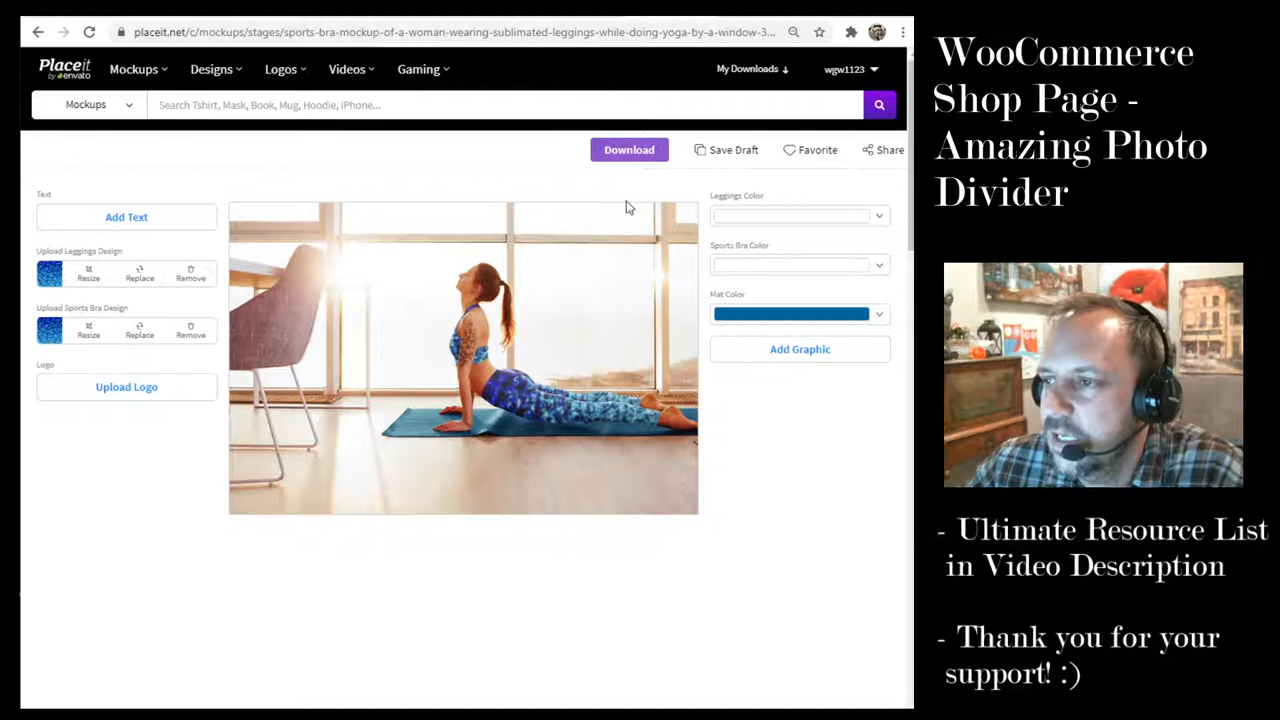 placeit.net/c/mockups/stages/sports-bra-mockup-of-a-woman-wearing-sublimated-leggings-while-doing-yoga-by-a-window-3...
Placeit
by envato
Mockups
Designs
Logos
Videos
Gaming
My Downloads
wgw1123
Mockups
Search Tshirt, Mask, Book, Mug, Hoodie, iPhone...
Download
Save Draft
Favorite
Share
Text
Add Text
Upload Leggings Design
Resize
Replace
Remove
Upload Sports Bra Design
Resize
Replace
Remove
Logo
Upload Logo
Leggings Color
Sports Bra Color
Mat Color
Add Graphic
WooCommerce
Shop Page -
Amazing Photo
Divider
- Ultimate Resource List
in Video Description
- Thank you for your
support! :)